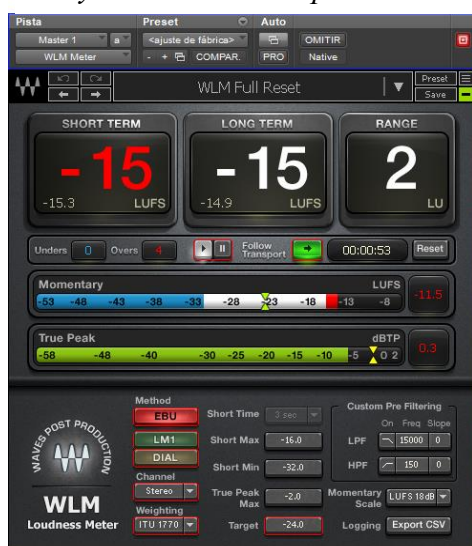 Pista Preset Auto
Master 1 a <ajuste de fábrica> OMITIR
WLM Meter - + COMPAR. PRO Native
WLM Full Reset Preset
Save
SHORT TERM LONG TERM RANGE
-15 -15 2
-15.3 LUFS -14.9 LUFS LU
Unders 0 Overs 4 Follow Transport 00:00:53 Reset
Momentary LUFS
-53 -48 -43 -38 -33 -28 -23 -18 -13 -8 -11.5
True Peak dBTP
-58 -48 -40 -30 -25 -20 -15 -10 -5 0 2 0.3
WAVES POST PRODUCTION
WLM
Loudness Meter
Method
EBU
LM1
DIAL
Channel
Stereo
Weighting
ITU 1770
Short Time 3 sec
Short Max -16.0
Short Min -32.0
True Peak Max -2.0
Target -24.0
Custom Pre Filtering
On Freq Slope
LPF 15000 0
HPF 150 0
Momentary Scale LUFS 18dB
Logging Export CSV